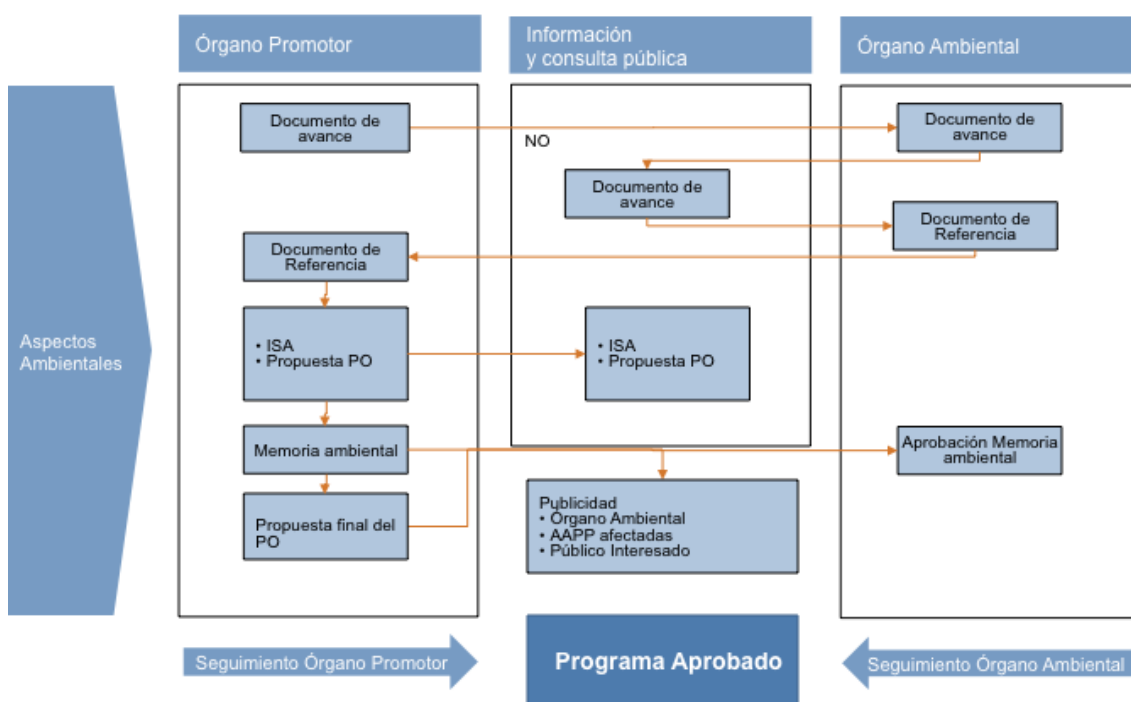 Órgano Promotor
Información
y consulta pública
Órgano Ambiental
Aspectos
Ambientales
Documento de
avance
Documento de
avance
NO
Documento de
avance
Documento de
Referencia
Documento de
Referencia
• ISA
• Propuesta PO
• ISA
• Propuesta PO
Memoria ambiental
Aprobación Memoria
ambiental
Propuesta final del
PO
Publicidad
• Órgano Ambiental
• AAPP afectadas
• Público Interesado
Seguimiento Órgano Promotor
Programa Aprobado
Seguimiento Órgano Ambiental